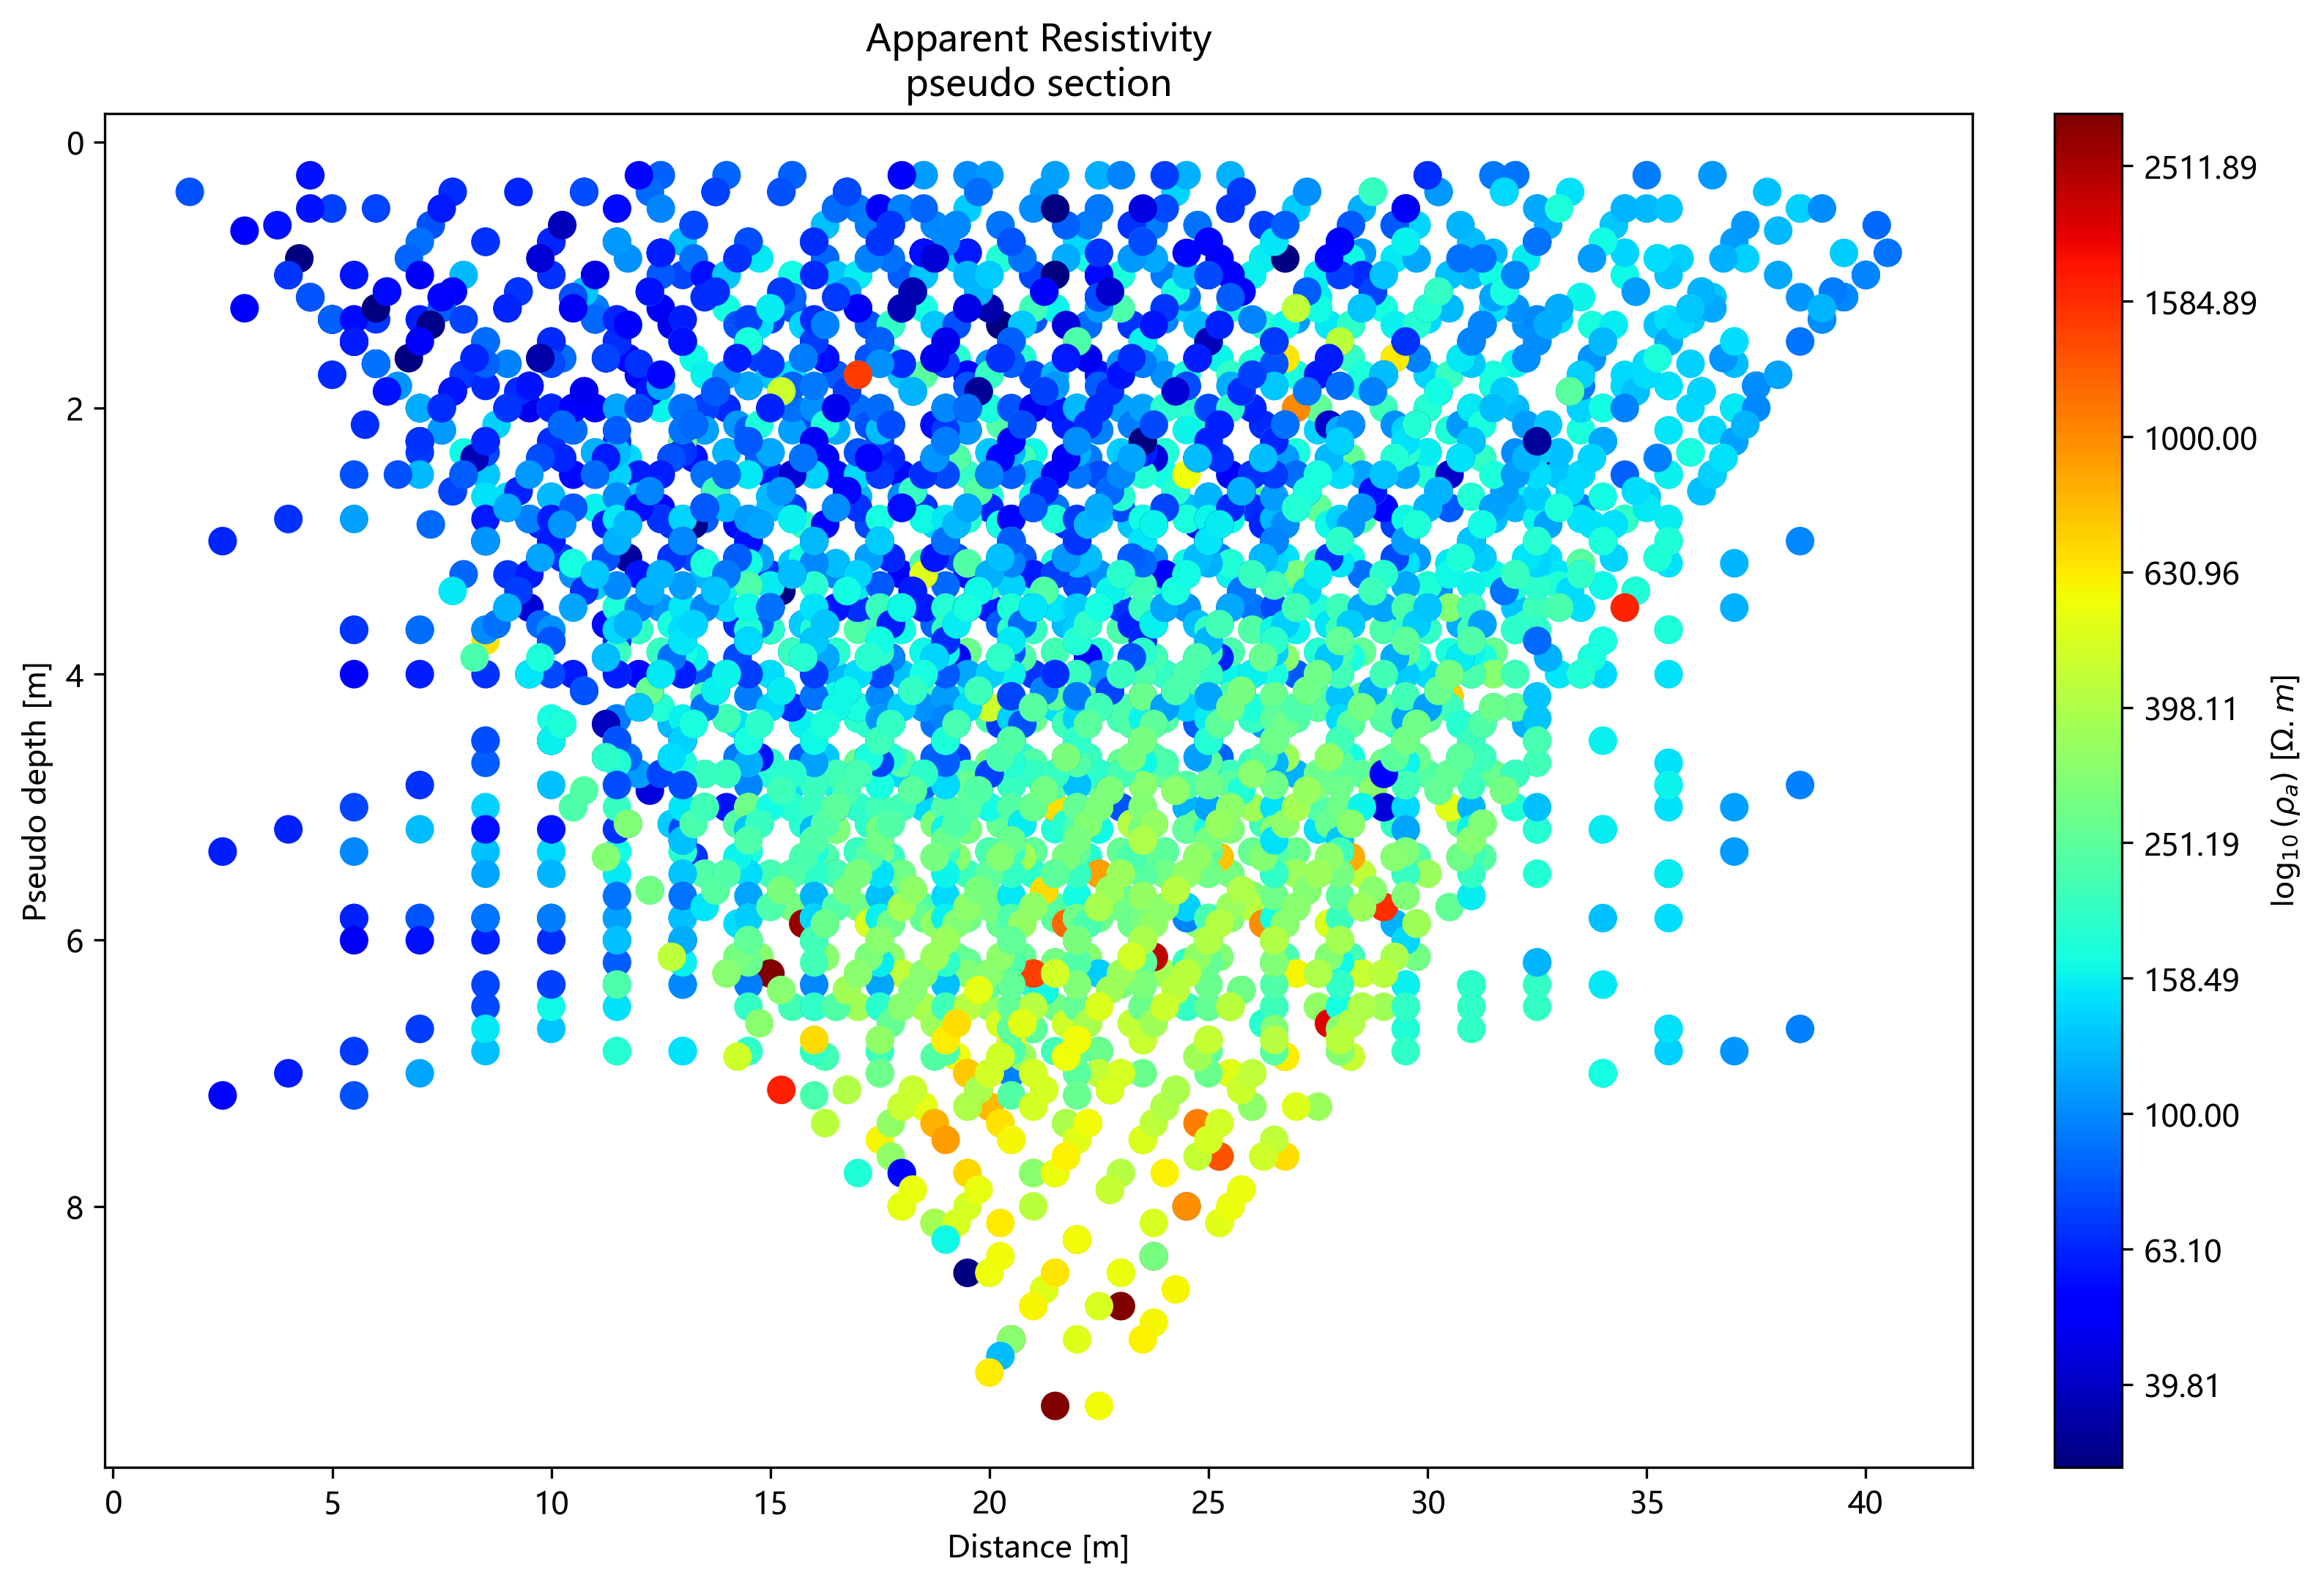 Apparent Resistivity
pseudo section
Pseudo depth [m]
0
2
4
6
8
0 5 10 15 20 25 30 35 40
Distance [m]
2511.89
1584.89
1000.00
630.96
398.11
251.19
158.49
100.00
63.10
39.81
log₁₀(ρₐ) [Ω.m]